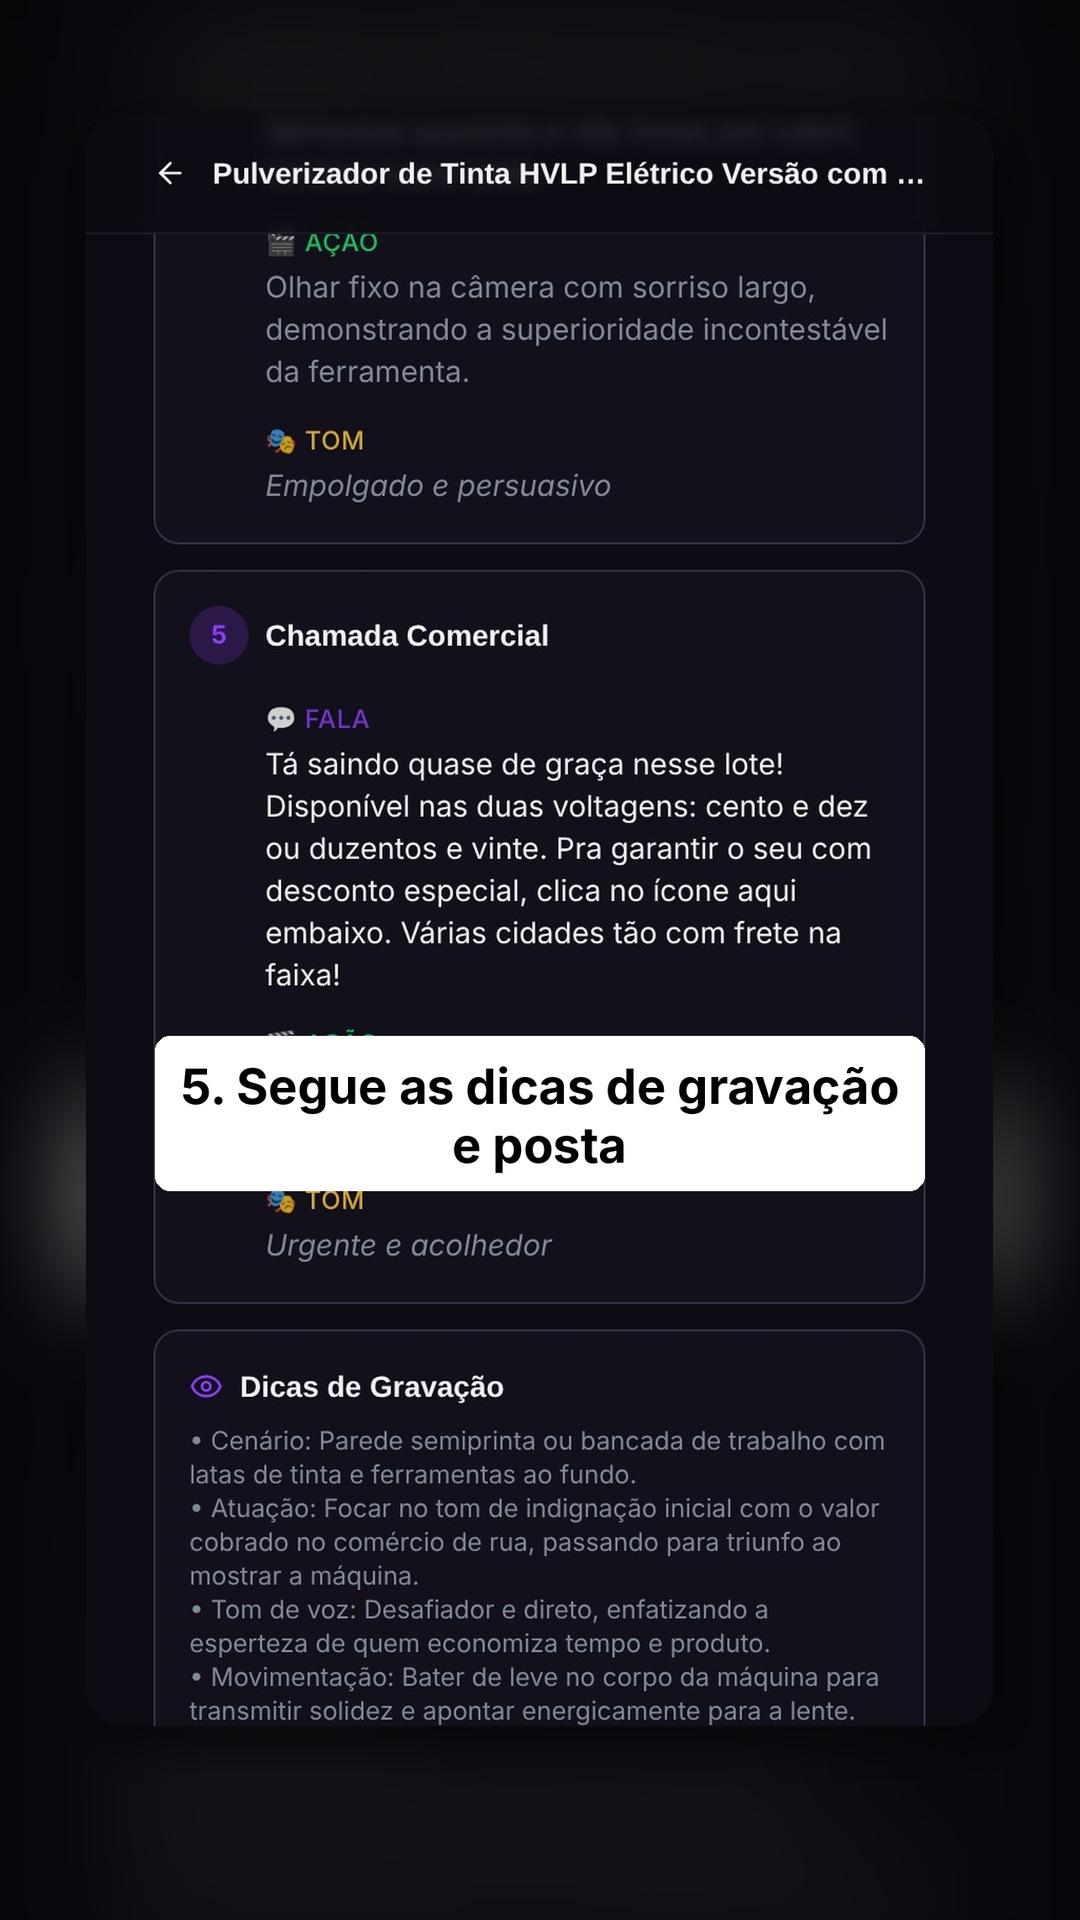 Pulverizador de Tinta HVLP Elétrico Versão com ...
🎬 AÇÃO
Olhar fixo na câmera com sorriso largo,
demonstrando a superioridade incontestável
da ferramenta.
🎭 TOM
Empolgado e persuasivo
5 Chamada Comercial
💬 FALA
Tá saindo quase de graça nesse lote!
Disponível nas duas voltagens: cento e dez
ou duzentos e vinte. Pra garantir o seu com
desconto especial, clica no ícone aqui
embaixo. Várias cidades tão com frete na
faixa!
5. Segue as dicas de gravação
e posta
🎭 TOM
Urgente e acolhedor
Dicas de Gravação
• Cenário: Parede semiprinta ou bancada de trabalho com
latas de tinta e ferramentas ao fundo.
• Atuação: Focar no tom de indignação inicial com o valor
cobrado no comércio de rua, passando para triunfo ao
mostrar a máquina.
• Tom de voz: Desafiador e direto, enfatizando a
esperteza de quem economiza tempo e produto.
• Movimentação: Bater de leve no corpo da máquina para
transmitir solidez e apontar energicamente para a lente.